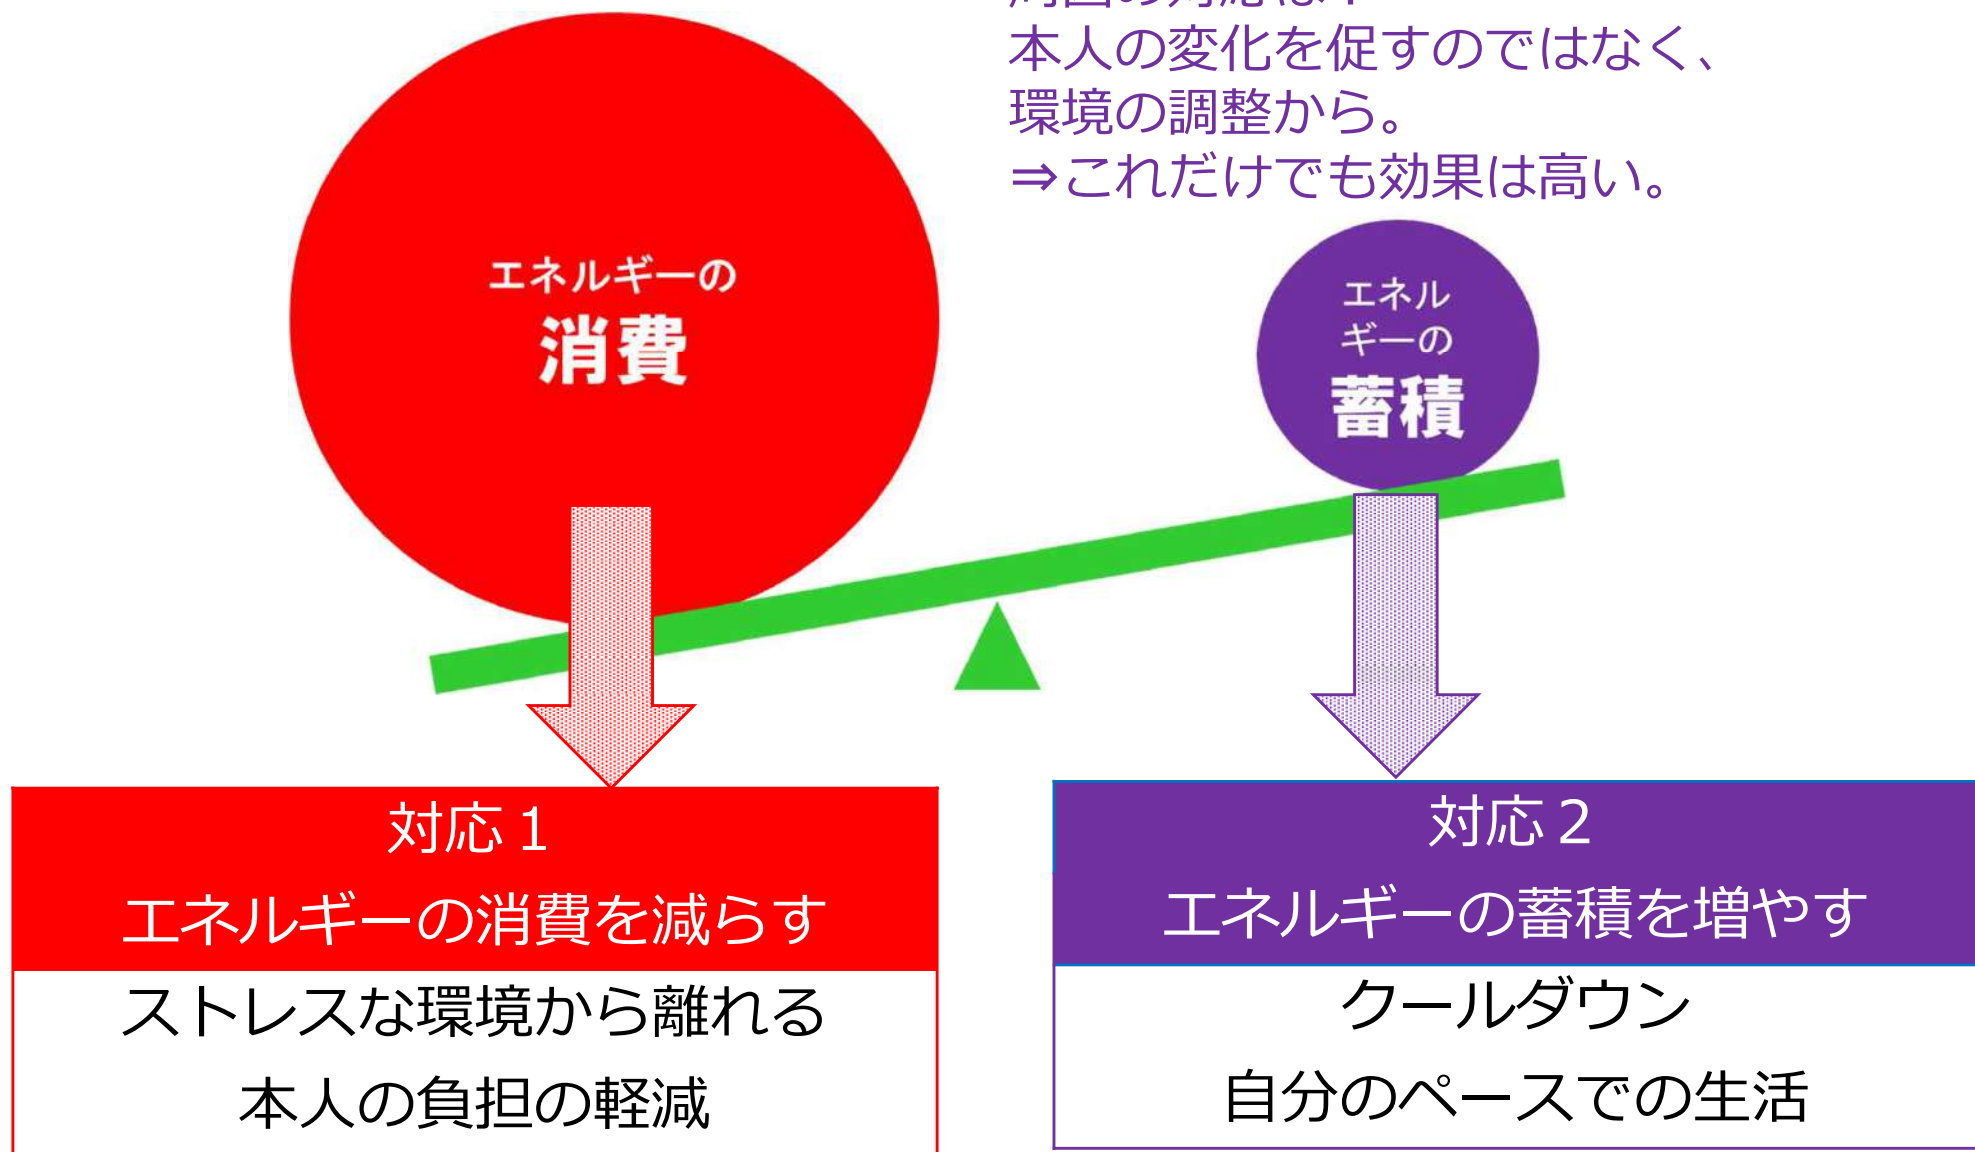 本人の変化を促すのではなく、
環境の調整から。
⇒これだけでも効果は高い。
エネルギーの
消費
エネル
ギーの
蓄積
対応１
エネルギーの消費を減らす
ストレスな環境から離れる
本人の負担の軽減
対応２
エネルギーの蓄積を増やす
クールダウン
自分のペースでの生活